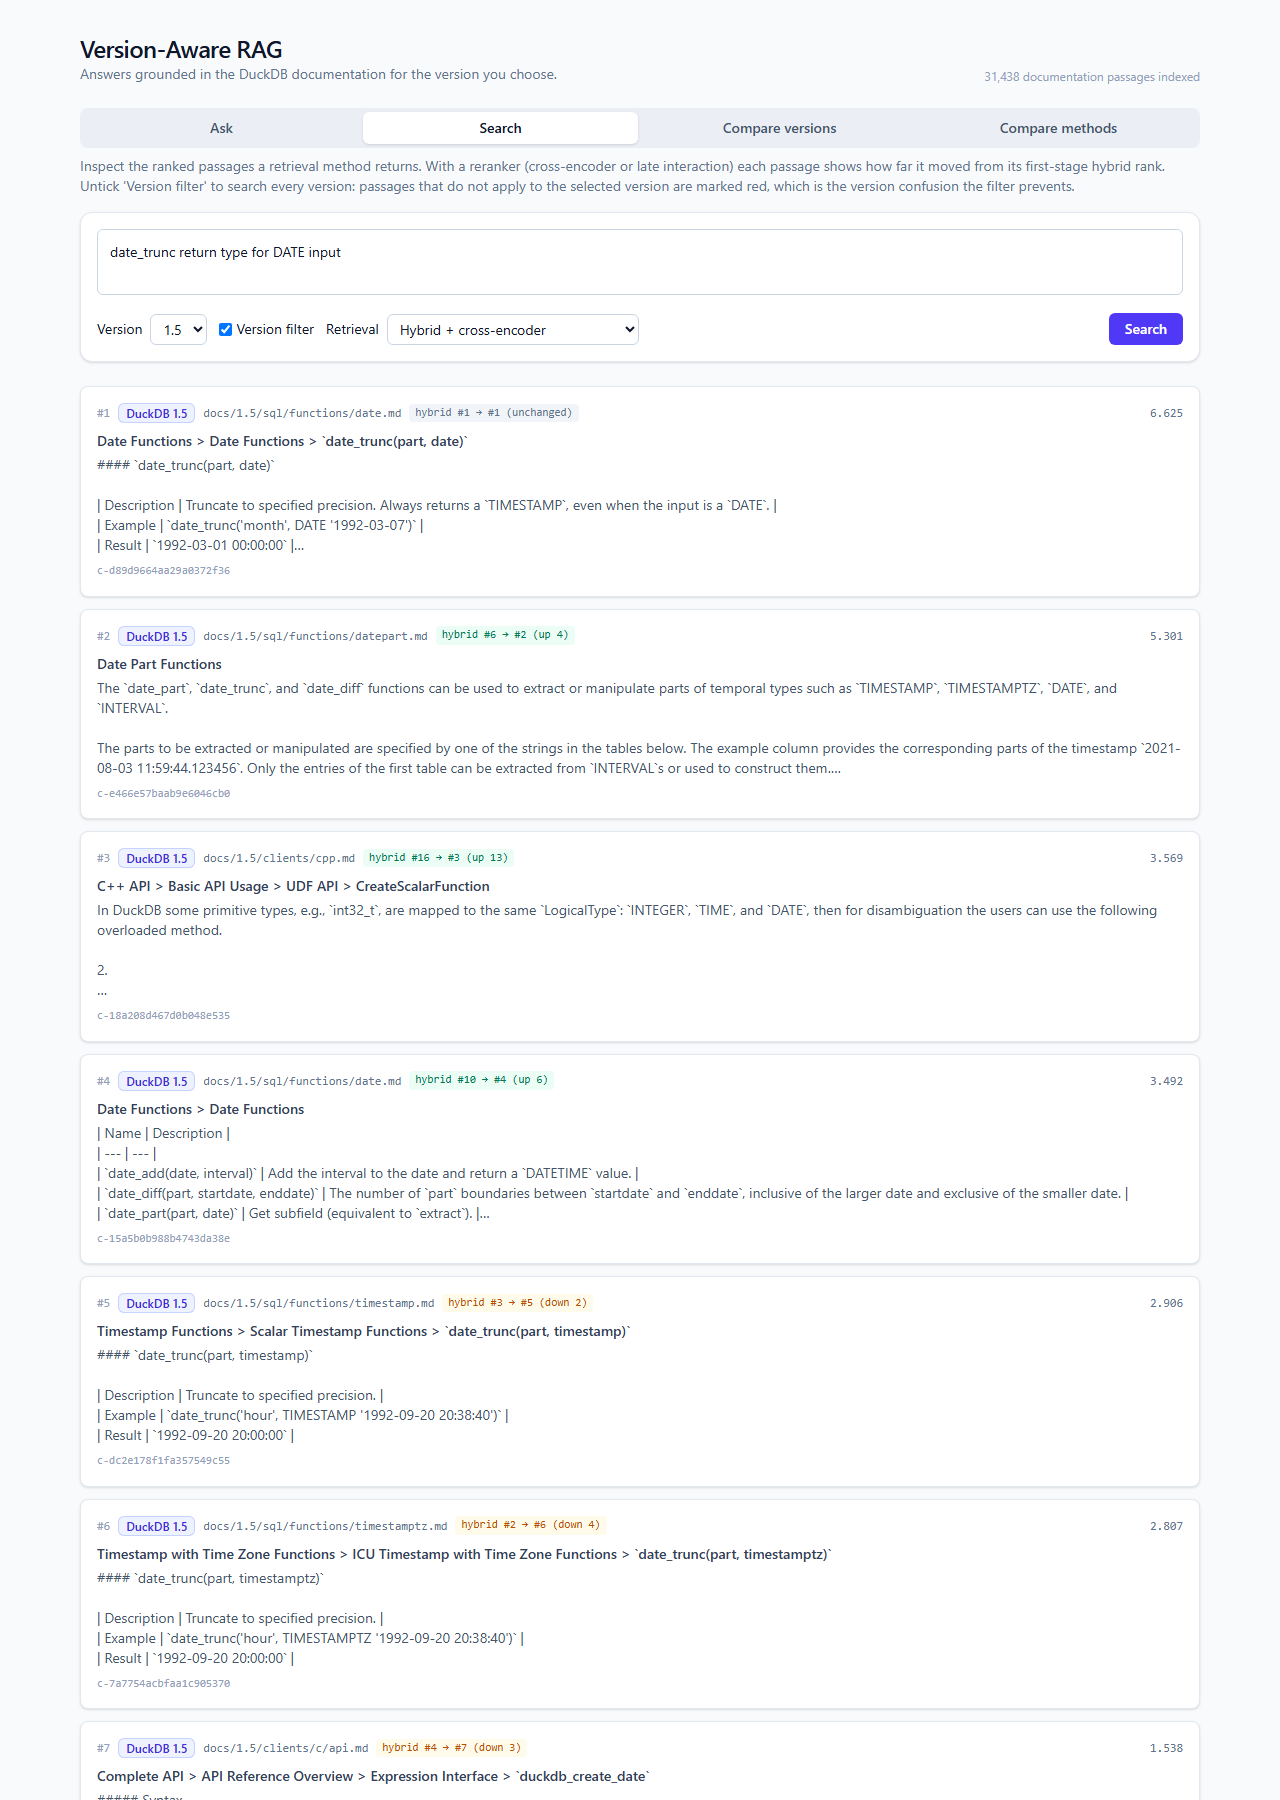 Version-Aware RAG
Answers grounded in the DuckDB documentation for the version you choose.
31,438 documentation passages indexed
Ask
Search
Compare versions
Compare methods
Inspect the ranked passages a retrieval method returns. With a reranker (cross-encoder or late interaction) each passage shows how far it moved from its first-stage hybrid rank.
Untick 'Version filter' to search every version: passages that do not apply to the selected version are marked red, which is the version confusion the filter prevents.
date_trunc return type for DATE input
Version 1.5 Version filter Retrieval Hybrid + cross-encoder Search
#1 DuckDB 1.5 docs/1.5/sql/functions/date.md hybrid #1 → #1 (unchanged) 6.625
Date Functions > Date Functions > `date_trunc(part, date)`
#### `date_trunc(part, date)`
| Description | Truncate to specified precision. Always returns a `TIMESTAMP`, even when the input is a `DATE`. |
| Example | `date_trunc('month', DATE '1992-03-07')` |
| Result | `1992-03-01 00:00:00` |…
c-d89d9664aa29a0372f36
#2 DuckDB 1.5 docs/1.5/sql/functions/datepart.md hybrid #6 → #2 (up 4) 5.301
Date Part Functions
The `date_part`, `date_trunc`, and `date_diff` functions can be used to extract or manipulate parts of temporal types such as `TIMESTAMP`, `TIMESTAMPTZ`, `DATE`, and
`INTERVAL`.
The parts to be extracted or manipulated are specified by one of the strings in the tables below. The example column provides the corresponding parts of the timestamp `2021-
08-03 11:59:44.123456`. Only the entries of the first table can be extracted from `INTERVAL`s or used to construct them.…
c-e466e57baab9e6046cb0
#3 DuckDB 1.5 docs/1.5/clients/cpp.md hybrid #16 → #3 (up 13) 3.569
C++ API > Basic API Usage > UDF API > CreateScalarFunction
In DuckDB some primitive types, e.g., `int32_t`, are mapped to the same `LogicalType`: `INTEGER`, `TIME`, and `DATE`, then for disambiguation the users can use the following
overloaded method.
2.
…
c-18a208d467d0b048e535
#4 DuckDB 1.5 docs/1.5/sql/functions/date.md hybrid #10 → #4 (up 6) 3.492
Date Functions > Date Functions
| Name | Description |
| --- | --- |
| `date_add(date, interval)` | Add the interval to the date and return a `DATETIME` value. |
| `date_diff(part, startdate, enddate)` | The number of `part` boundaries between `startdate` and `enddate`, inclusive of the larger date and exclusive of the smaller date. |
| `date_part(part, date)` | Get subfield (equivalent to `extract`). |…
c-15a5b0b988b4743da38e
#5 DuckDB 1.5 docs/1.5/sql/functions/timestamp.md hybrid #3 → #5 (down 2) 2.906
Timestamp Functions > Scalar Timestamp Functions > `date_trunc(part, timestamp)`
#### `date_trunc(part, timestamp)`
| Description | Truncate to specified precision. |
| Example | `date_trunc('hour', TIMESTAMP '1992-09-20 20:38:40')` |
| Result | `1992-09-20 20:00:00` |
c-dc2e178f1fa357549c55
#6 DuckDB 1.5 docs/1.5/sql/functions/timestamptz.md hybrid #2 → #6 (down 4) 2.807
Timestamp with Time Zone Functions > ICU Timestamp with Time Zone Functions > `date_trunc(part, timestamptz)`
#### `date_trunc(part, timestamptz)`
| Description | Truncate to specified precision. |
| Example | `date_trunc('hour', TIMESTAMPTZ '1992-09-20 20:38:40')` |
| Result | `1992-09-20 20:00:00` |
c-7a7754acbfaa1c905370
#7 DuckDB 1.5 docs/1.5/clients/c/api.md hybrid #4 → #7 (down 3) 1.538
Complete API > API Reference Overview > Expression Interface > `duckdb_create_date`
##### Syntax